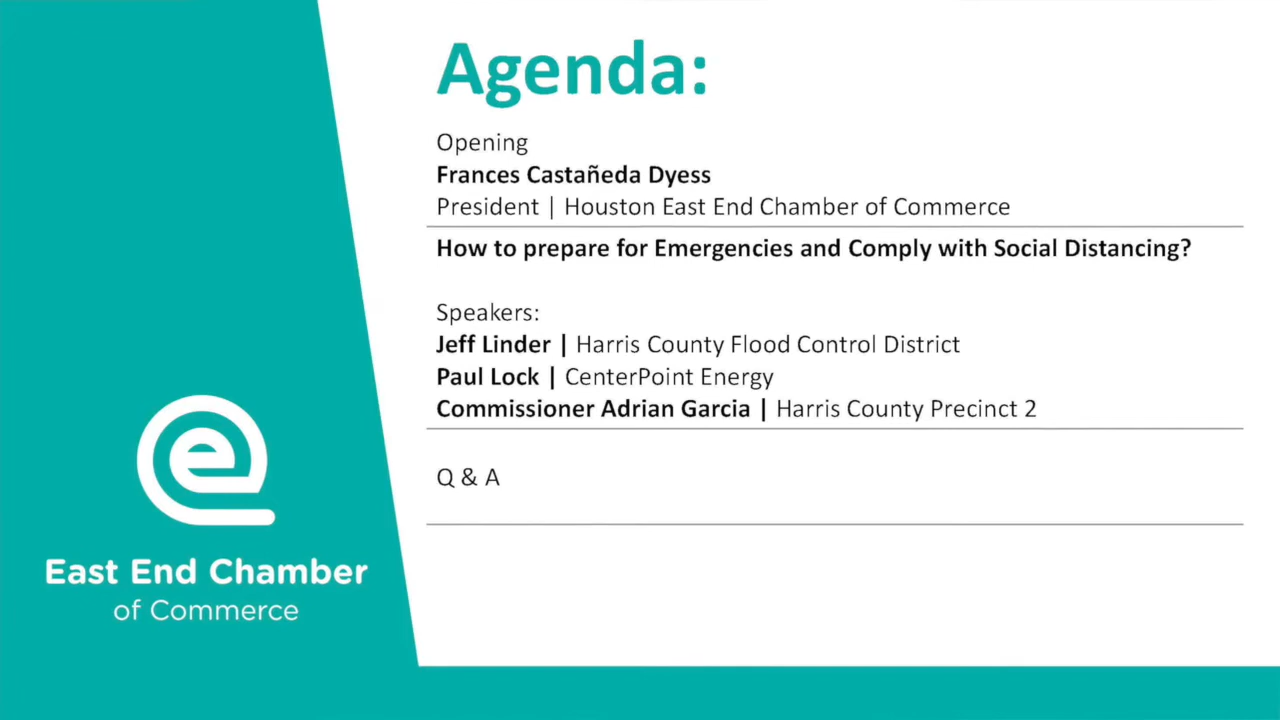 Agenda:
Opening
Frances Castañeda Dyess
President | Houston East End Chamber of Commerce
How to prepare for Emergencies and Comply with Social Distancing?
Speakers:
Jeff Linder | Harris County Flood Control District
Paul Lock | CenterPoint Energy
Commissioner Adrian Garcia | Harris County Precinct 2
Q & A
e
East End Chamber
of Commerce